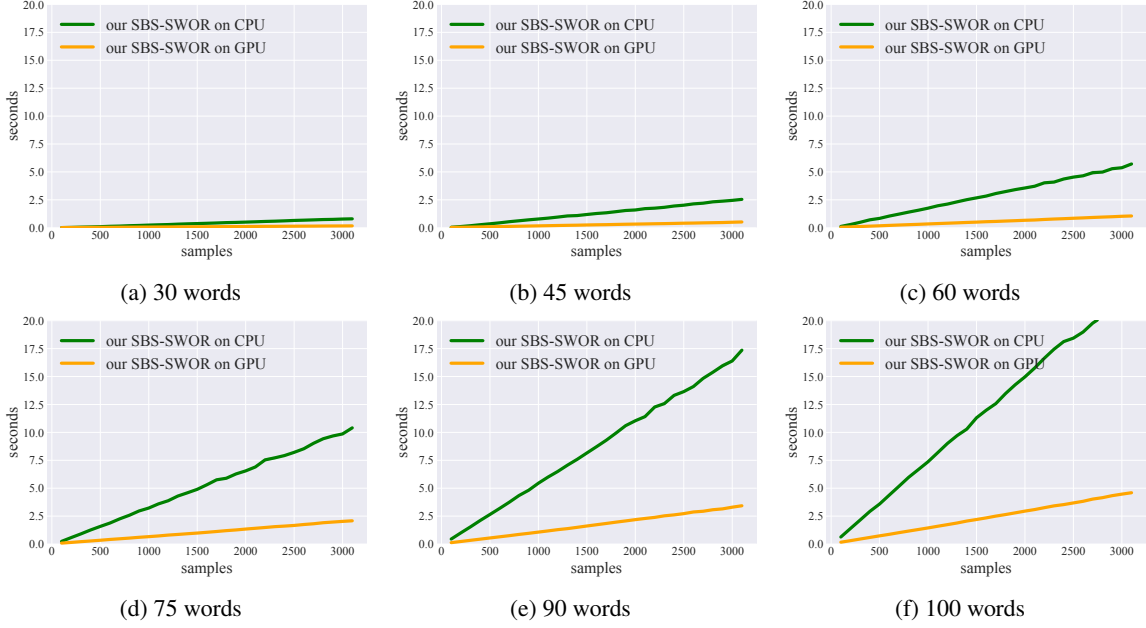 20.0
17.5
15.0
12.5
10.0
7.5
5.0
2.5
0.0
seconds
our SBS-SWOR on CPU
our SBS-SWOR on GPU
0 500 1000 1500 2000 2500 3000
samples
(a) 30 words
20.0
17.5
15.0
12.5
10.0
7.5
5.0
2.5
0.0
seconds
our SBS-SWOR on CPU
our SBS-SWOR on GPU
0 500 1000 1500 2000 2500 3000
samples
(b) 45 words
20.0
17.5
15.0
12.5
10.0
7.5
5.0
2.5
0.0
seconds
our SBS-SWOR on CPU
our SBS-SWOR on GPU
0 500 1000 1500 2000 2500 3000
samples
(c) 60 words
20.0
17.5
15.0
12.5
10.0
7.5
5.0
2.5
0.0
seconds
our SBS-SWOR on CPU
our SBS-SWOR on GPU
0 500 1000 1500 2000 2500 3000
samples
(d) 75 words
20.0
17.5
15.0
12.5
10.0
7.5
5.0
2.5
0.0
seconds
our SBS-SWOR on CPU
our SBS-SWOR on GPU
0 500 1000 1500 2000 2500 3000
samples
(e) 90 words
20.0
17.5
15.0
12.5
10.0
7.5
5.0
2.5
0.0
seconds
our SBS-SWOR on CPU
our SBS-SWOR on GPU
0 500 1000 1500 2000 2500 3000
samples
(f) 100 words